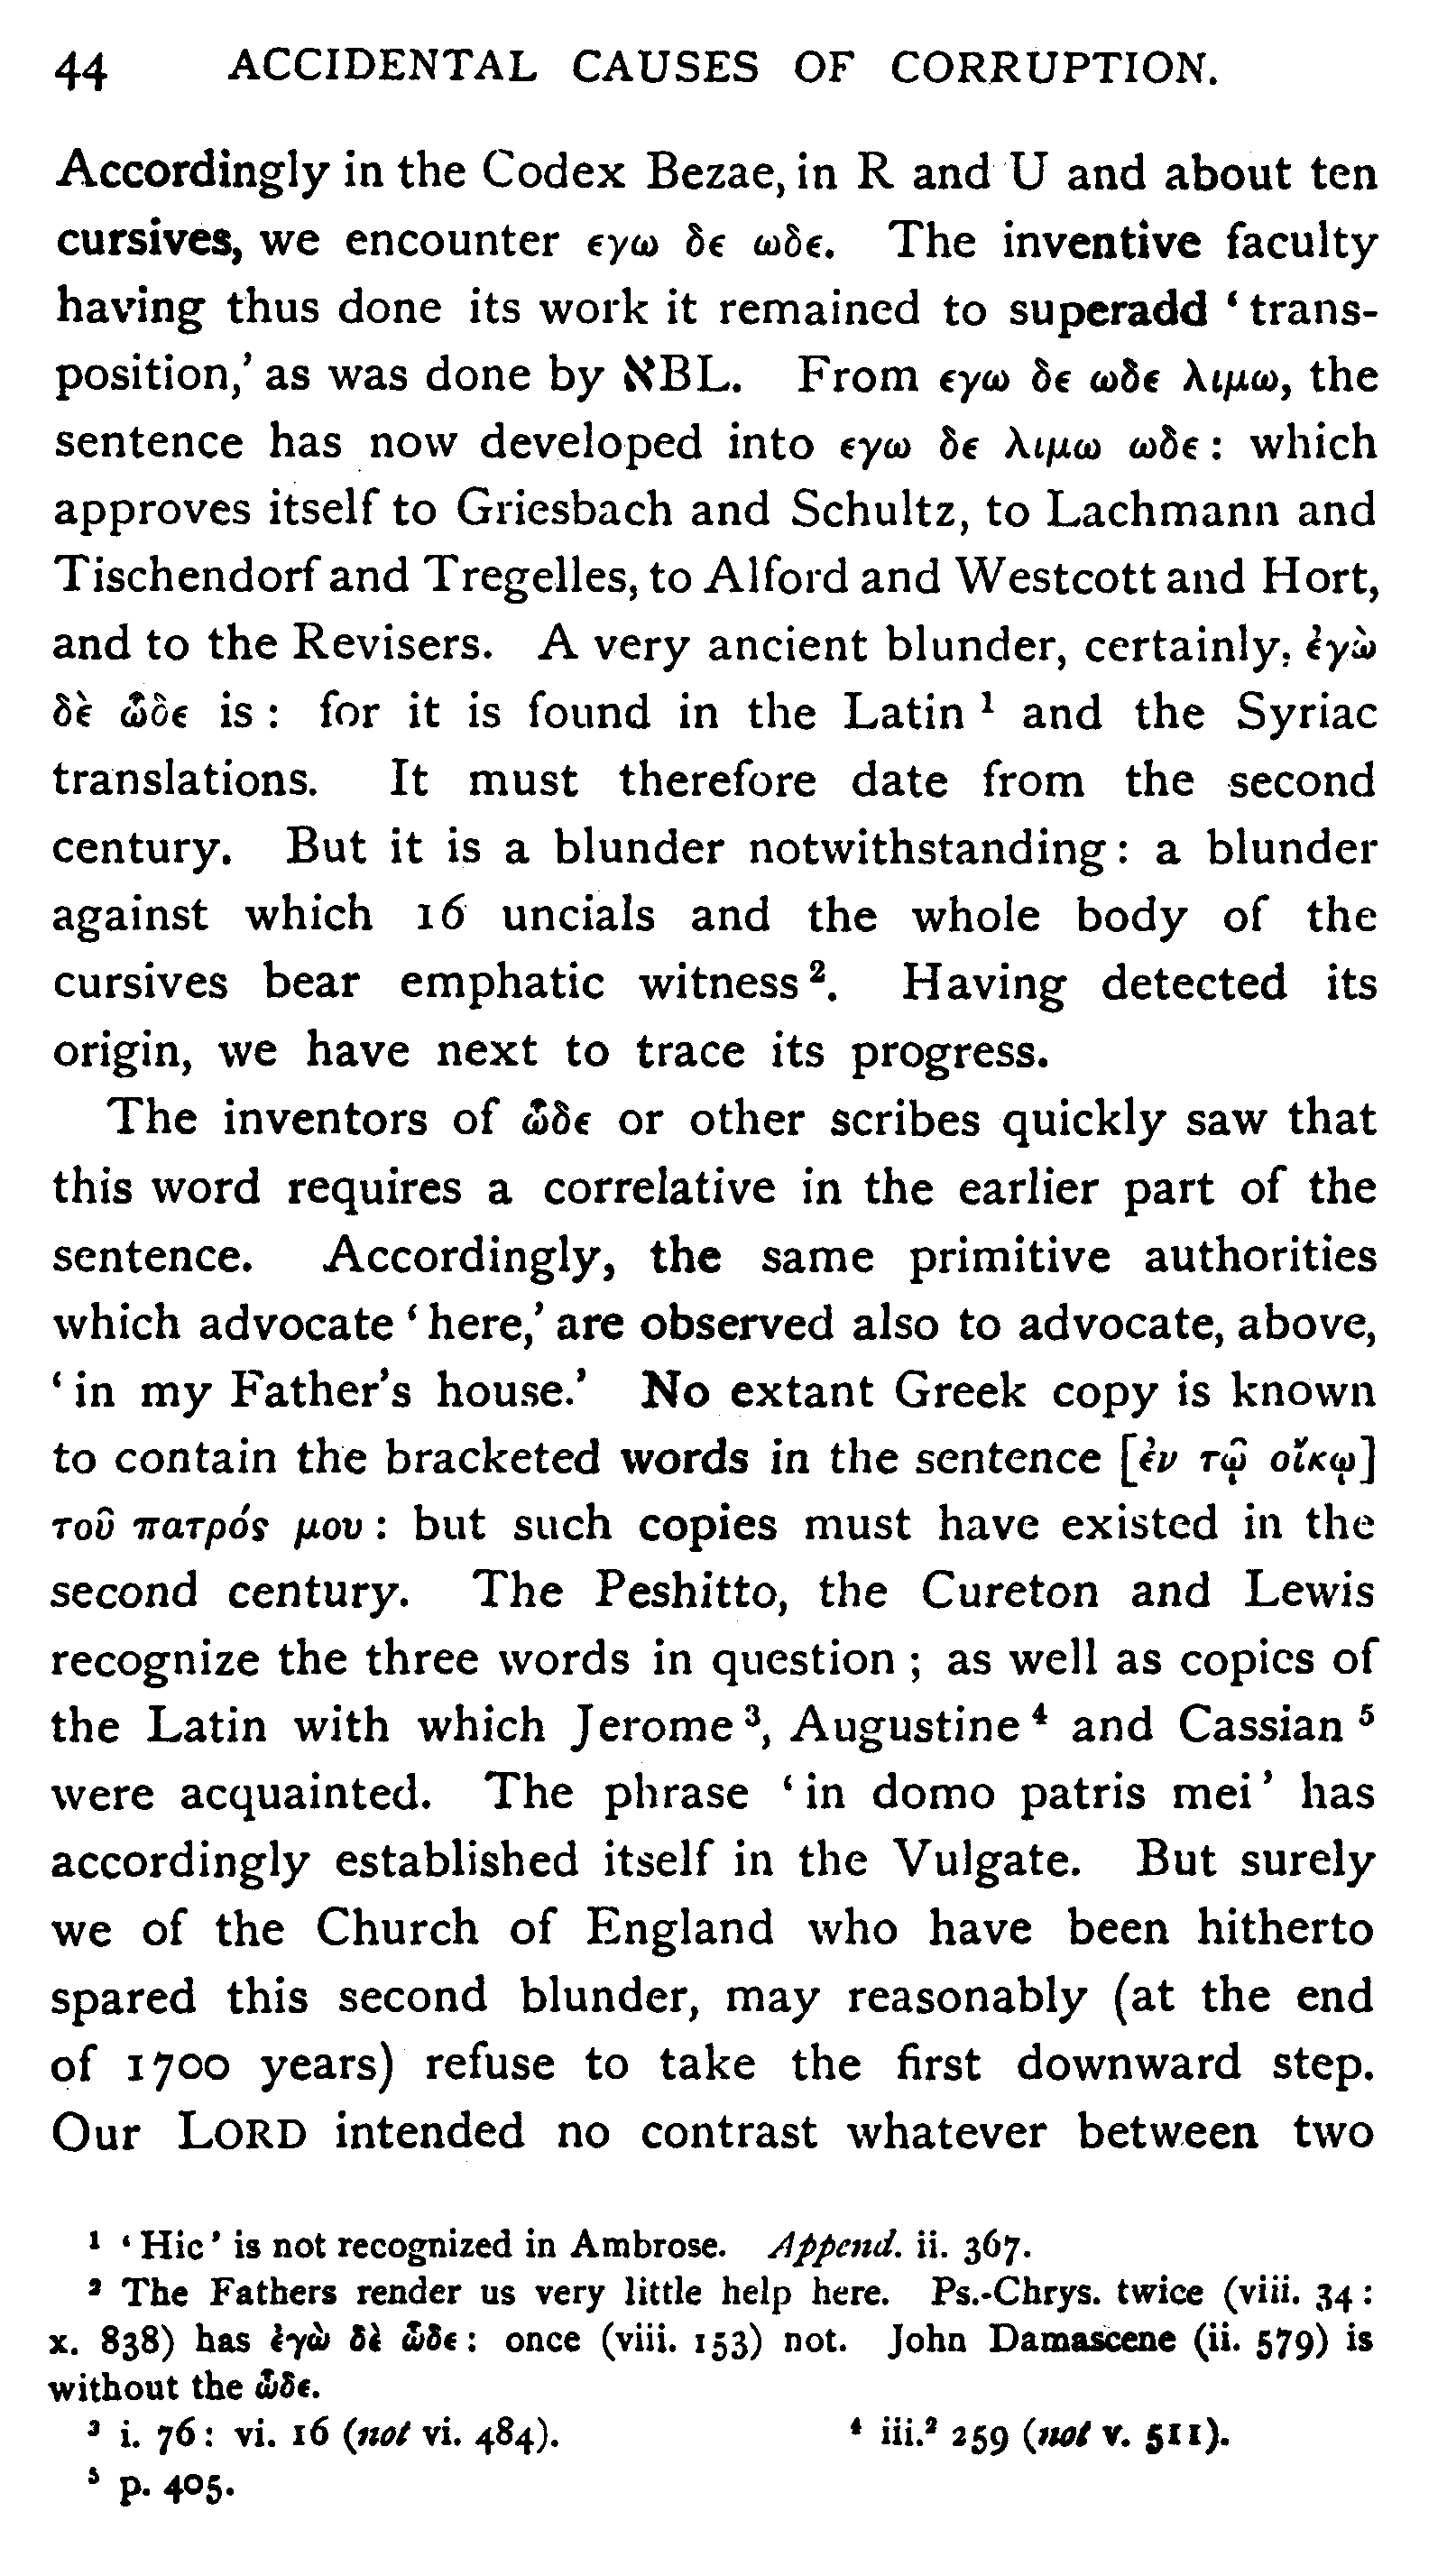 44 ACCIDENTAL CAUSES OF CORRUPTION.
Accordingly in the Codex Bezae, in R and U and about ten
cursives, we encounter εγω δε ωδε. The inventive faculty
having thus done its work it remained to superadd ‘trans-
position,’ as was done by ℵBL. From εγω δε ωδε λιμω, the
sentence has now developed into εγω δε λιμω ωδε: which
approves itself to Griesbach and Schultz, to Lachmann and
Tischendorf and Tregelles, to Alford and Westcott and Hort,
and to the Revisers. A very ancient blunder, certainly, ἐγὼ
δὲ ὧδε is: for it is found in the Latin ¹ and the Syriac
translations. It must therefore date from the second
century. But it is a blunder notwithstanding: a blunder
against which 16 uncials and the whole body of the
cursives bear emphatic witness ². Having detected its
origin, we have next to trace its progress.
The inventors of ὧδε or other scribes quickly saw that
this word requires a correlative in the earlier part of the
sentence. Accordingly, the same primitive authorities
which advocate ‘here,’ are observed also to advocate, above,
‘in my Father’s house.’ No extant Greek copy is known
to contain the bracketed words in the sentence [ἐν τῷ οἴκῳ]
τοῦ πατρός μου: but such copies must have existed in the
second century. The Peshitto, the Cureton and Lewis
recognize the three words in question; as well as copies of
the Latin with which Jerome ³, Augustine ⁴ and Cassian ⁵
were acquainted. The phrase ‘in domo patris mei’ has
accordingly established itself in the Vulgate. But surely
we of the Church of England who have been hitherto
spared this second blunder, may reasonably (at the end
of 1700 years) refuse to take the first downward step.
Our LORD intended no contrast whatever between two
¹ ‘Hic’ is not recognized in Ambrose. Append. ii. 367.
² The Fathers render us very little help here. Ps.-Chrys. twice (viii. 34:
x. 838) has ἐγὼ δὲ ὧδε: once (viii. 153) not. John Damascene (ii. 579) is
without the ὧδε.
³ i. 76: vi. 16 (not vi. 484). ⁴ iii.² 259 (not v. 511).
⁵ p. 405.